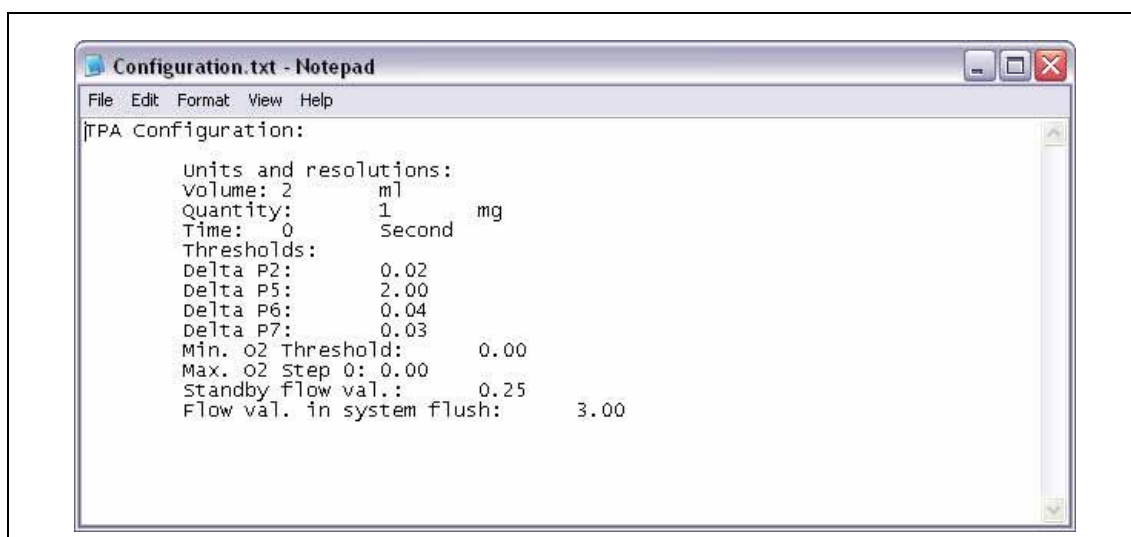 Configuration.txt - Notepad
File Edit Format View Help
TPA Configuration:
Units and resolutions:
Volume: 2 ml
Quantity: 1 mg
Time: 0 Second
Thresholds:
Delta P2: 0.02
Delta P5: 2.00
Delta P6: 0.04
Delta P7: 0.03
Min. O2 Threshold: 0.00
Max. O2 Step 0: 0.00
Standby flow val.: 0.25
Flow val. in system flush: 3.00